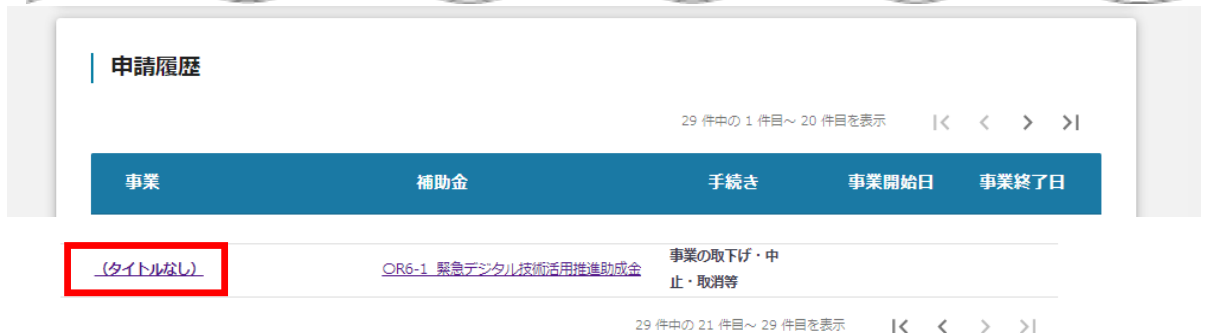 申請履歴
29 件中の 1 件目～ 20 件目を表示
事業 補助金 手続き 事業開始日 事業終了日
(タイトルなし) OR6-1 緊急デジタル技術活用推進助成金 事業の取下げ・中
止・取消等
29 件中の 21 件目～ 29 件目を表示